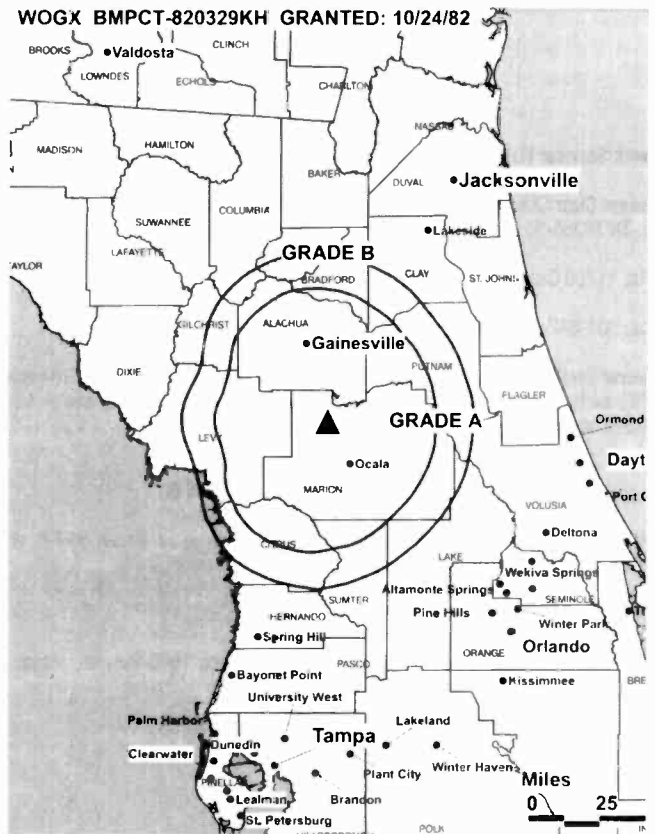 WOGX BMPCT-820329KH GRANTED: 10/24/82
BROOKS
Valdosta
CLINCH
LOWNDES
ECHOLS
CHARLTON
NASSAU
MADISON
HAMILTON
BAKER
DUVAL
Jacksonville
SUWANNEE
COLUMBIA
Lakeside
LAFAYETTE
GRADE B
TAYLOR
BRADFORD
CLAY
ST. JOHNS
GILCHRIST
ALACHUA
Gainesville
DIXIE
PUTNAM
FLAGLER
GRADE A
Ormond
LEVY
Ocala
Dayt
MARION
Port O
VOLUSIA
Deltona
CITRUS
LAKE
Wekiva Springs
Altamonte Springs
SEMINOLE
SUMTER
HERNANDO
Pine Hills
Winter Park
Spring Hill
ORANGE
Orlando
PASCO
Bayonet Point
Kissimmee
BRE
University West
Palm Harbor
Tampa
Lakeland
Clearwater
Dunedin
Plant City
Winter Haven
PINELLAS
Miles
Lealman
Brandon
0 25
St. Petersburg
POLK